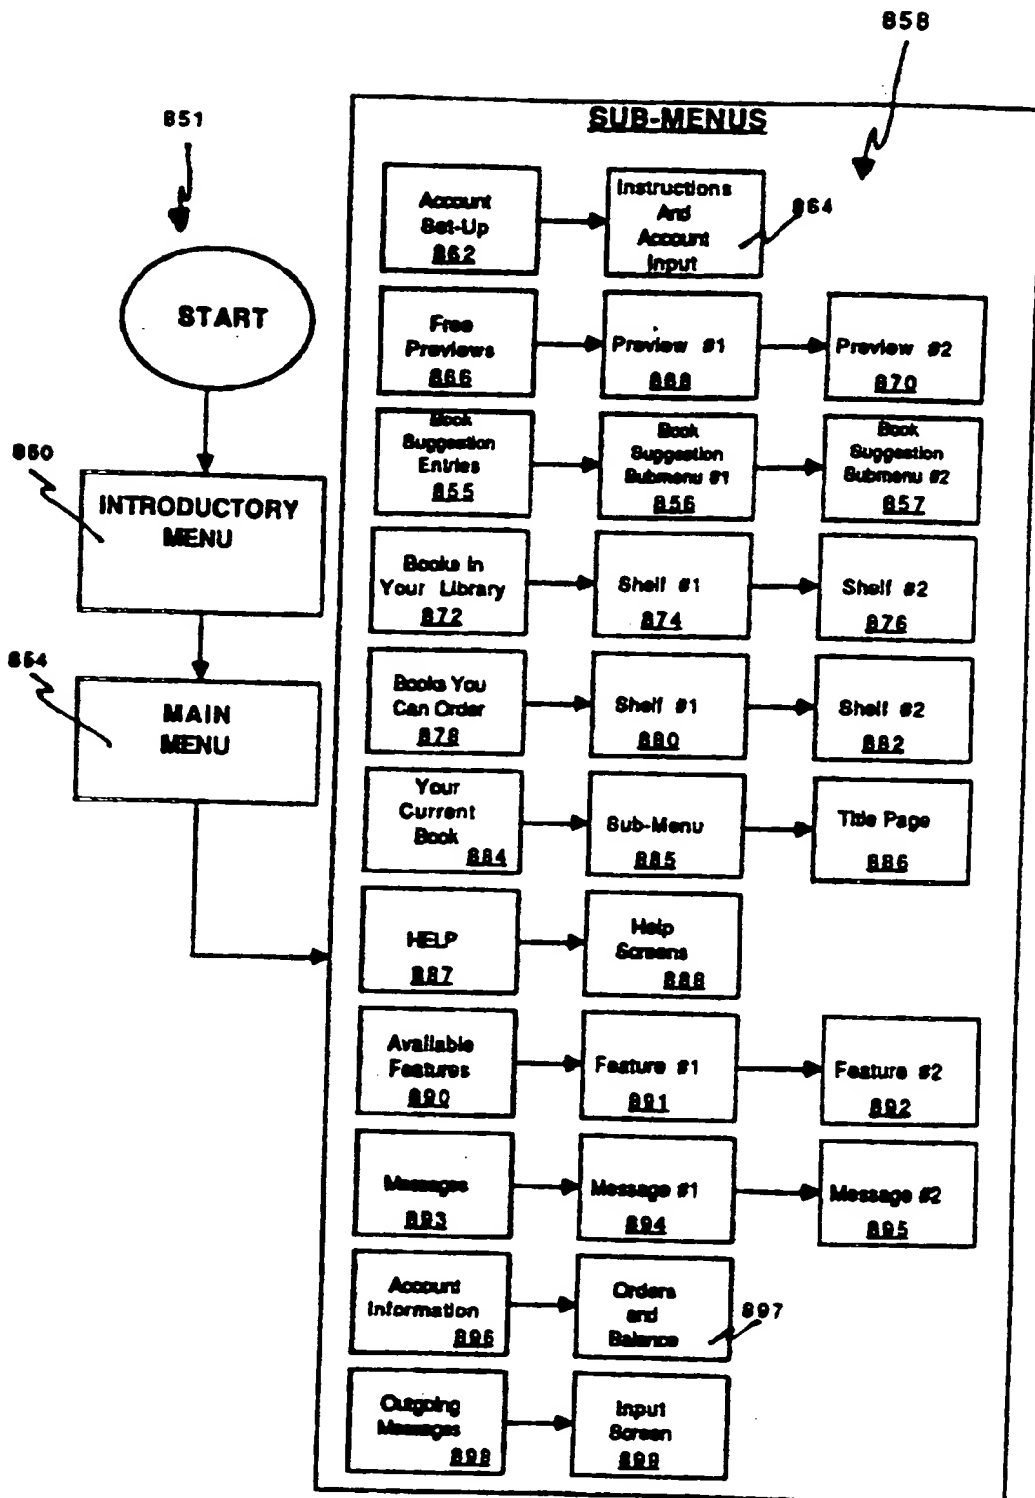 858
851
SUB-MENUS
Account
Set-Up
862
Instructions
And
Account
Input
864
START
Free
Previews
866
Preview #1
868
Preview #2
870
Book
Suggestion
Entries
855
Book
Suggestion
Submenu #1
856
Book
Suggestion
Submenu #2
857
850
INTRODUCTORY
MENU
Books In
Your Library
872
Shelf #1
874
Shelf #2
876
854
MAIN
MENU
Books You
Can Order
878
Shelf #1
880
Shelf #2
882
Your
Current
Book
884
Sub-Menu
885
Title Page
886
HELP
887
Help
Screens
888
Available
Features
890
Feature #1
891
Feature #2
892
Messages
893
Message #1
894
Message #2
895
Account
Information
896
Orders
and
Balance
897
Outgoing
Messages
898
Input
Screen
899